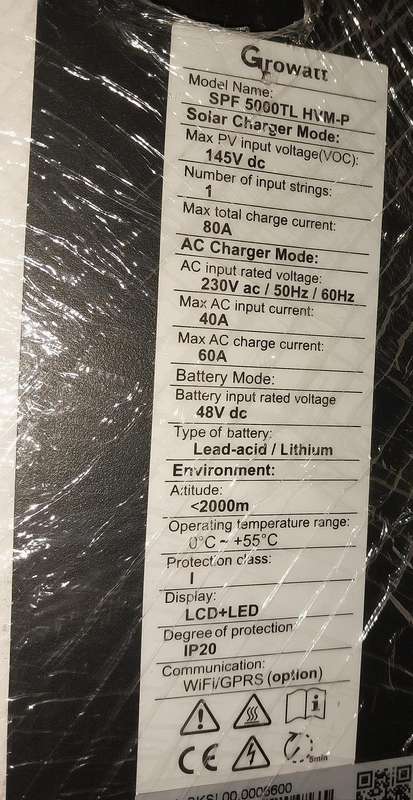 Growatt
Model Name:
SPF 5000TL HVM-P
Solar Charger Mode:
Max PV input voltage(VOC):
145V dc
Number of input strings:
1
Max total charge current:
80A
AC Charger Mode:
AC input rated voltage:
230V ac / 50Hz / 60Hz
Max AC input current:
40A
Max AC charge current:
60A
Battery Mode:
Battery input rated voltage
48V dc
Type of battery:
Lead-acid / Lithium
Environment:
Altitude:
<2000m
Operating temperature range:
0°C ~ +55°C
Protection class:
I
Display:
LCD+LED
Degree of protection
IP20
Communication:
WiFi/GPRS (option)
CE
5min